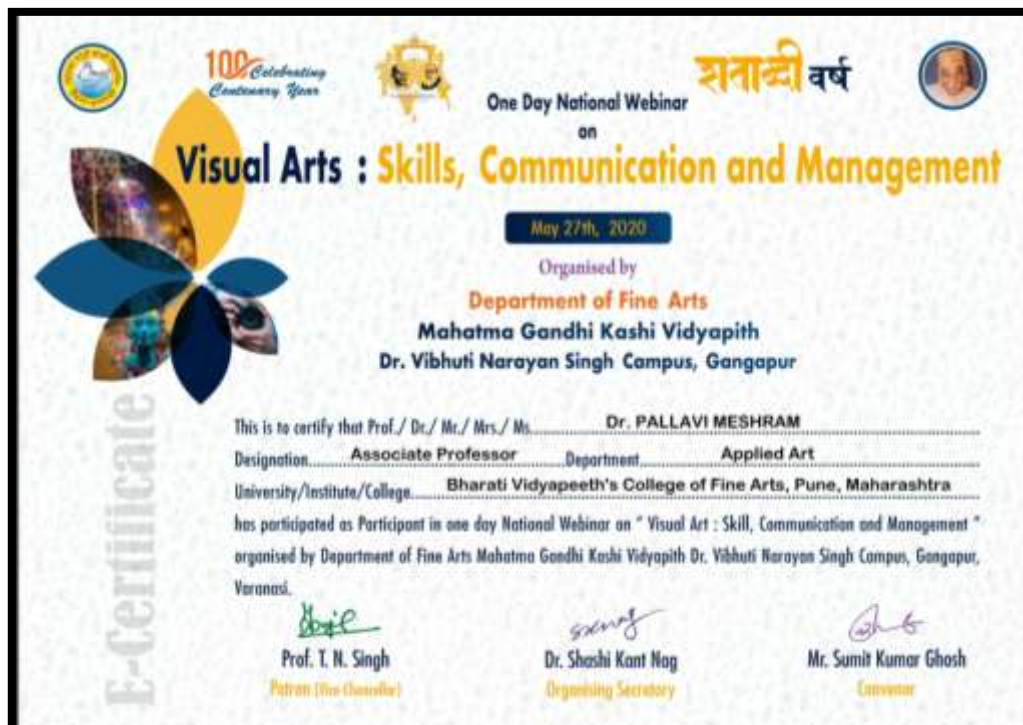 100 Celebrating
Centenary Year
शताब्दी वर्ष
One Day National Webinar
on
Visual Arts : Skills, Communication and Management
May 27th, 2020
Organised by
Department of Fine Arts
Mahatma Gandhi Kashi Vidyapith
Dr. Vibhuti Narayan Singh Campus, Gangapur
E-Certificate
This is to certify that Prof./ Dr./ Mr./ Mrs./ Ms. Dr. PALLAVI MESHRAM
Designation Associate Professor Department Applied Art
University/Institute/College Bharati Vidyapeeth's College of Fine Arts, Pune, Maharashtra
has participated as Participant in one day National Webinar on " Visual Art : Skill, Communication and Management "
organised by Department of Fine Arts Mahatma Gandhi Kashi Vidyapith Dr. Vibhuti Narayan Singh Campus, Gangapur,
Varanasi.
Prof. T. N. Singh
Patron (Vice Chancellor)
Dr. Shashi Kant Nag
Organising Secretary
Mr. Sumit Kumar Ghosh
Convenor